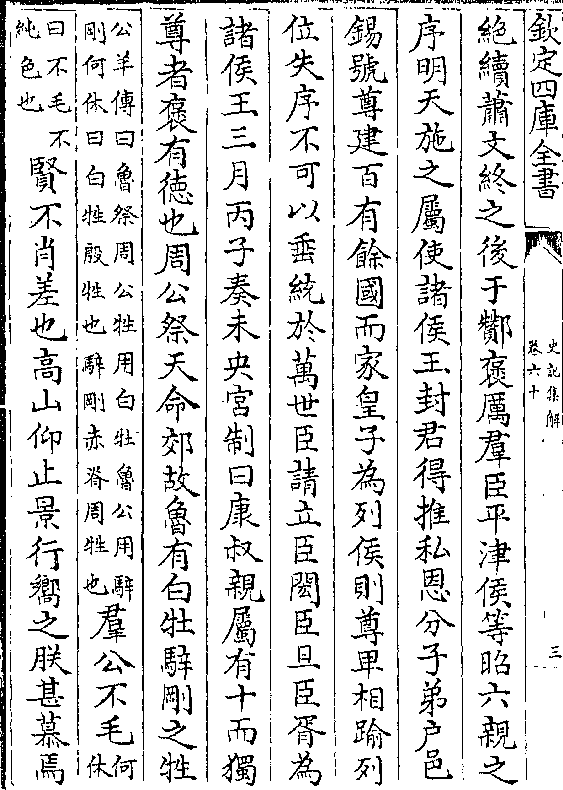 欽定四庫全書
史記集解
卷六十
三
絶續蕭文終之後于酇褒厲羣臣平津侯等昭六親之
序明天施之屬使諸侯王封君得推私恩分子弟户邑
錫號尊建百有餘國而家皇子為列侯則尊卑相踰列
位失序不可以垂統於萬世臣請立臣閎臣旦臣胥為
諸侯王三月丙子奏未央宮制曰康叔親屬有十而獨
尊者褒有德也周公祭天命郊故魯有白牡騂剛之牲
公羊傳曰魯祭周公牲用白牡魯公用騂
剛何休曰白牡殷牲也騂剛赤脊周牲也
羣公不毛
何休
曰不毛不
純色也
賢不肖差也高山仰止景行嚮之朕甚慕焉